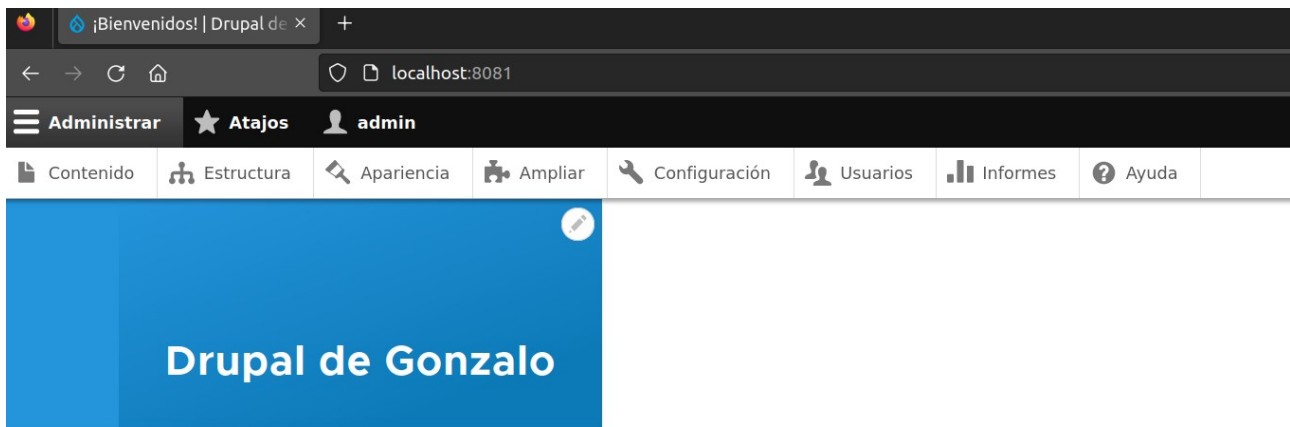 ¡Bienvenidos! | Drupal de
localhost:8081
Administrar Atajos admin
Contenido Estructura Apariencia Ampliar Configuración Usuarios Informes Ayuda
Drupal de Gonzalo